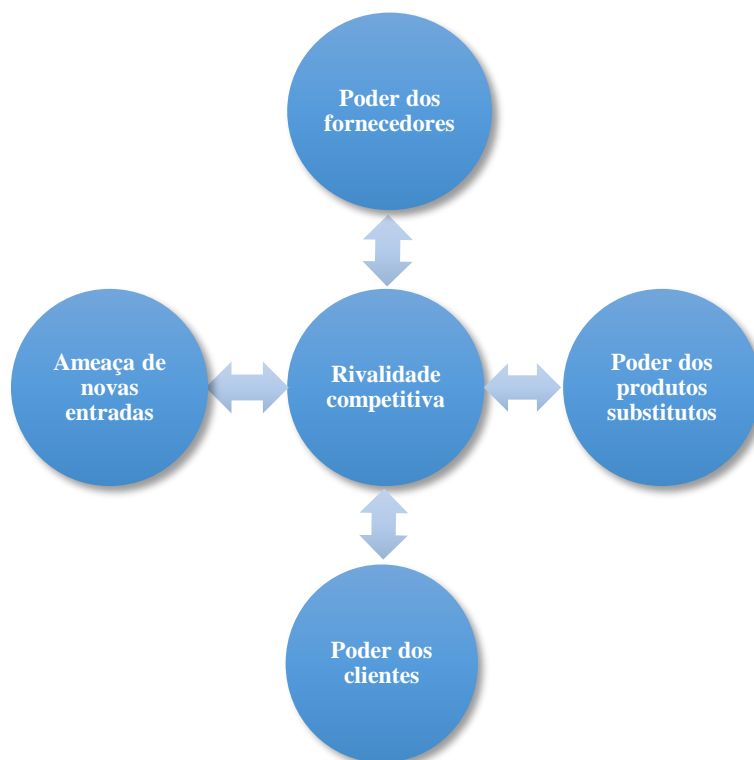 Poder dos
fornecedores
Ameaça de
novas
entradas
Rivalidade
competitiva
Poder dos
produtos
substitutos
Poder dos
clientes